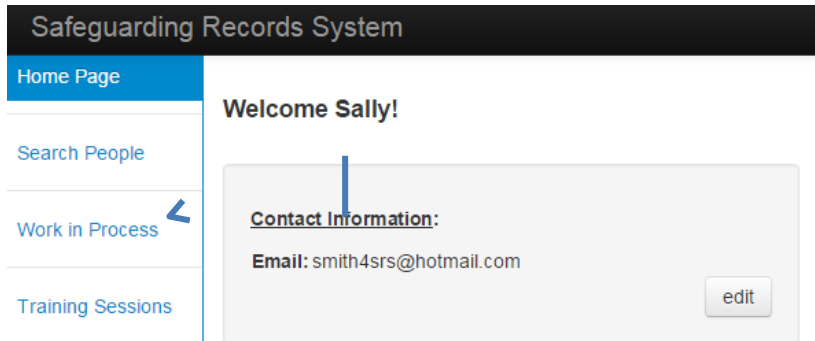 Safeguarding Records System
Home Page
Search People
Work in Process
Training Sessions
Welcome Sally!
Contact Information:
Email: smith4srs@hotmail.com
edit